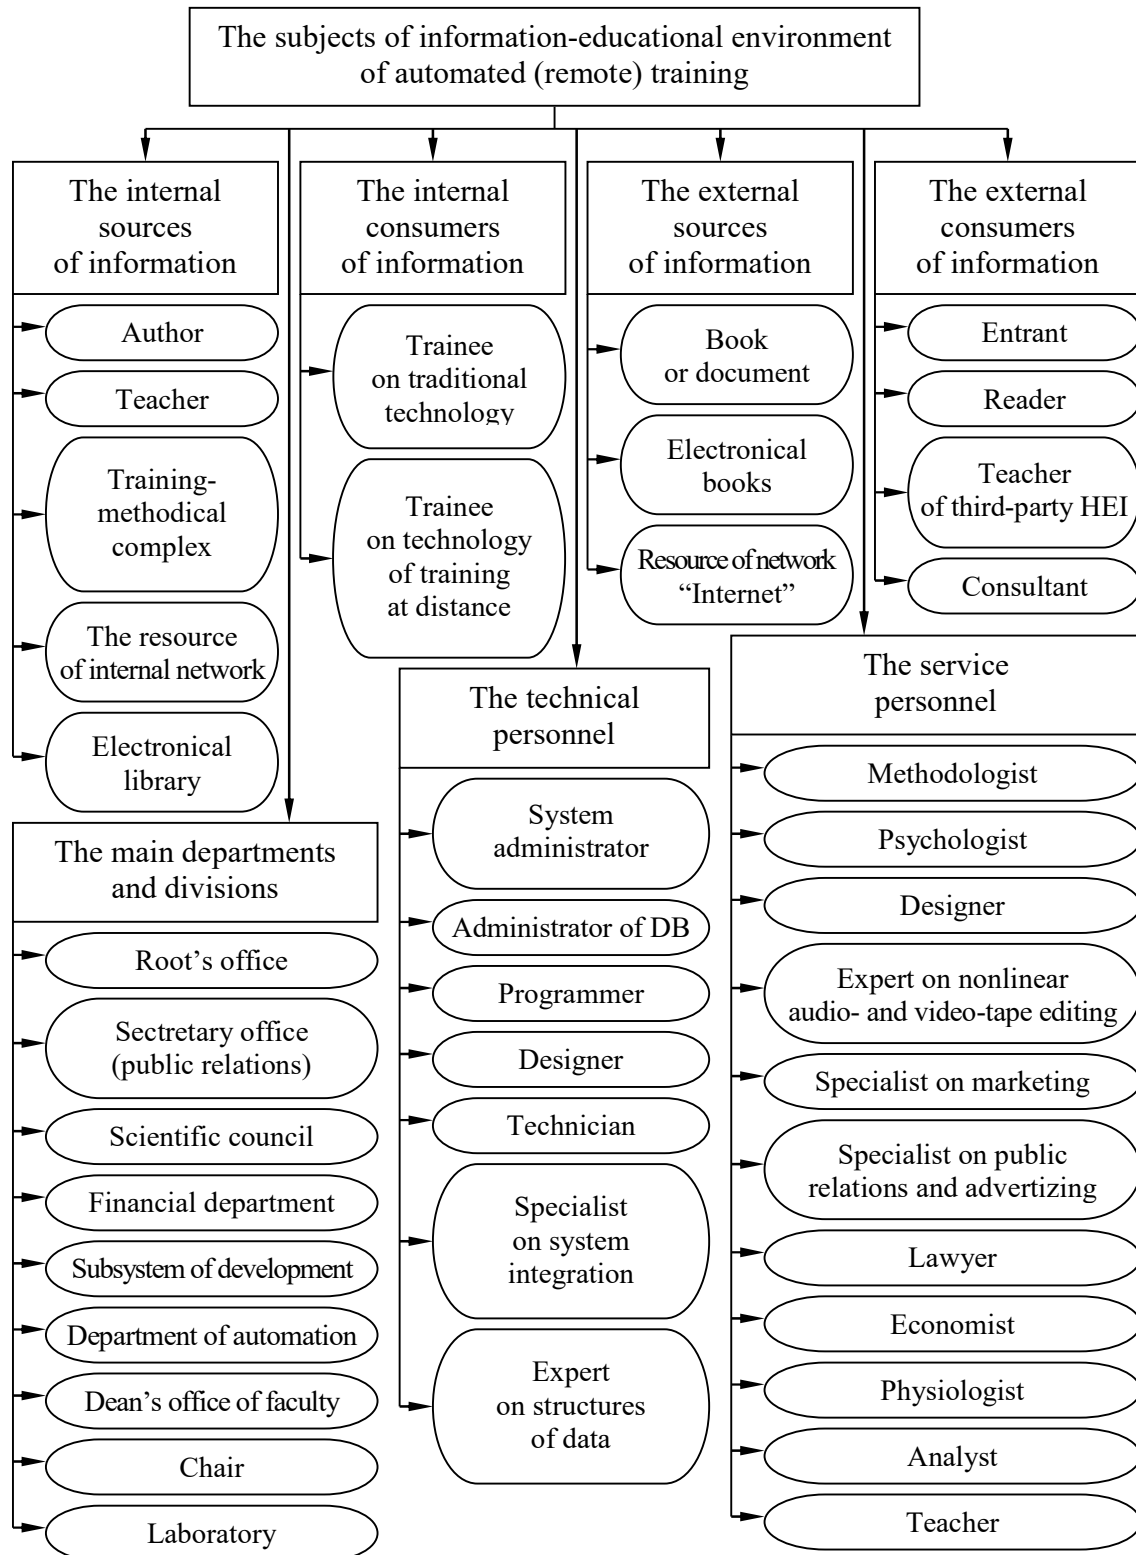 The subjects of information-educational environment
of automated (remote) training
The internal
sources
of information
Author
Teacher
Training-
methodical
complex
The resource
of internal network
Electronical
library
The internal
consumers
of information
Trainee
on traditional
technology
Trainee
on technology
of training
at distance
The external
sources
of information
Book
or document
Electronical
books
Resource of network
“Internet”
The external
consumers
of information
Entrant
Reader
Teacher
of third-party HEI
Consultant
The main departments
and divisions
Root’s office
Sectretary office
(public relations)
Scientific council
Financial department
Subsystem of development
Department of automation
Dean’s office of faculty
Chair
Laboratory
The technical
personnel
System
administrator
Administrator of DB
Programmer
Designer
Technician
Specialist
on system
integration
Expert
on structures
of data
The service
personnel
Methodologist
Psychologist
Designer
Expert on nonlinear
audio- and video-tape editing
Specialist on marketing
Specialist on public
relations and advertizing
Lawyer
Economist
Physiologist
Analyst
Teacher